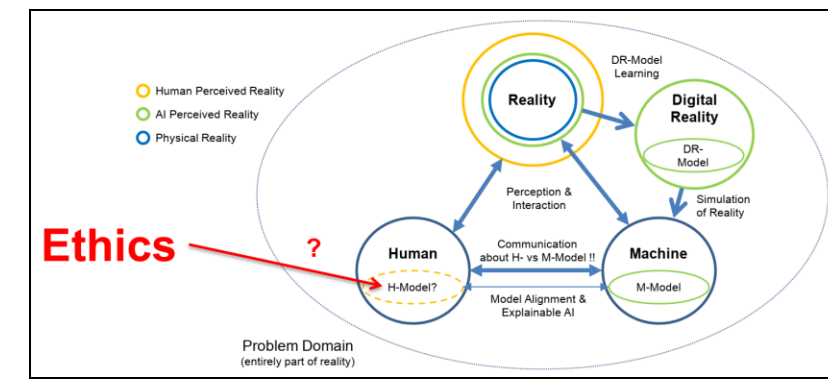 Human Perceived Reality
AI Perceived Reality
Physical Reality
Reality
DR-Model
Learning
Digital
Reality
DR-
Model
Simulation
of Reality
Perception &
Interaction
Ethics
?
Human
H-Model?
Communication
about H- vs M-Model !!
Model Alignment &
Explainable AI
Machine
M-Model
Problem Domain
(entirely part of reality)